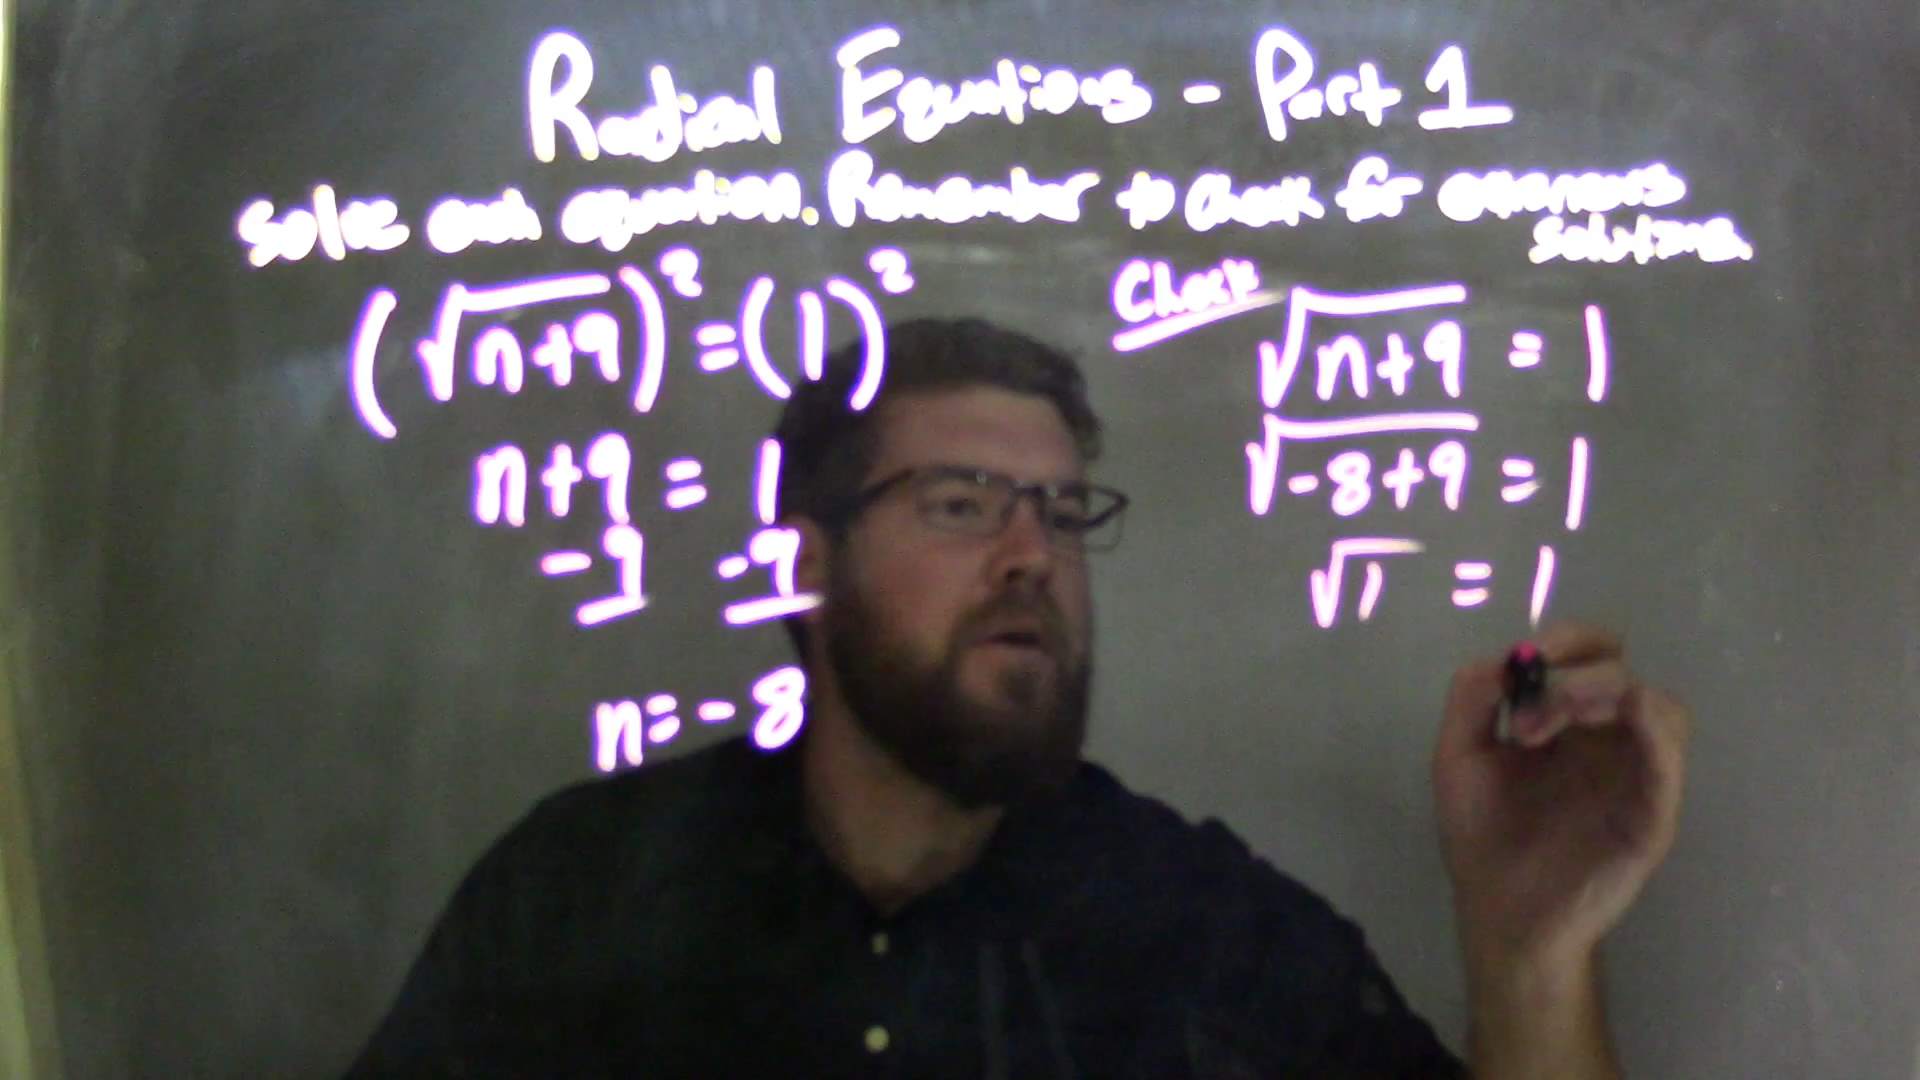 Radical Equations - Part 1
Solve each equation. Remember to check for extraneous
solutions.
(√n+9)² = (1)²
n+9 = 1
-9 -9
n = -8
Check
√n+9 = 1
√-8+9 = 1
√1 = 1